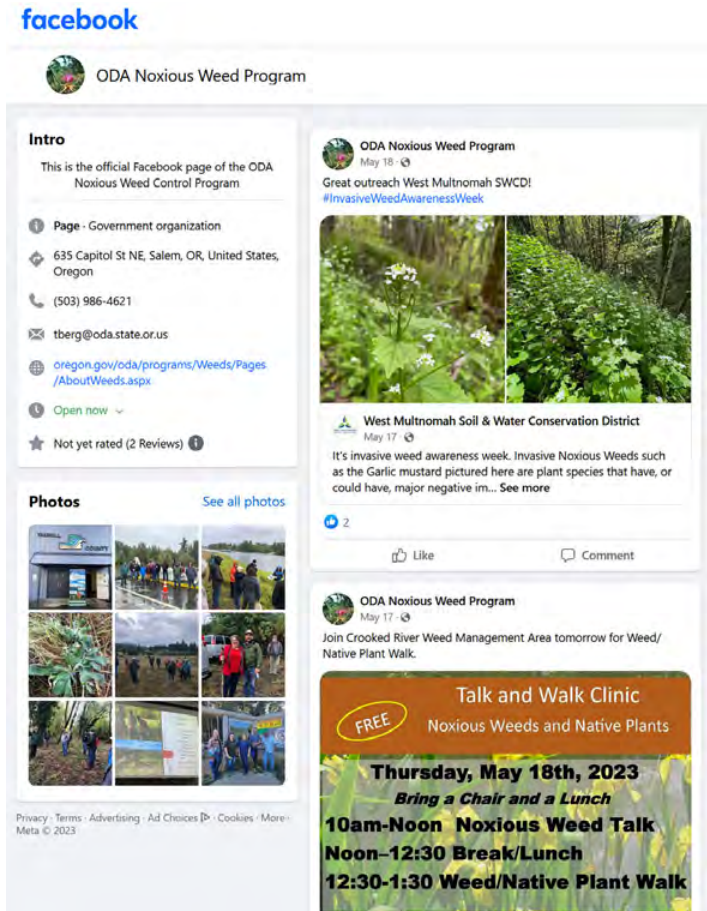 facebook
ODA Noxious Weed Program
Intro
This is the official Facebook page of the ODA
Noxious Weed Control Program
Page · Government organization
635 Capitol St NE, Salem, OR, United States,
Oregon
(503) 986-4621
tberg@oda.state.or.us
oregon.gov/oda/programs/Weeds/Pages
/AboutWeeds.aspx
Open now
Not yet rated (2 Reviews)
Photos
See all photos
COUNTY
Privacy · Terms · Advertising · Ad Choices · Cookies · More ·
Meta © 2023
ODA Noxious Weed Program
May 18 ·
Great outreach West Multnomah SWCD!
#InvasiveWeedAwarenessWeek
West Multnomah Soil & Water Conservation District
May 17 ·
It's invasive weed awareness week. Invasive Noxious Weeds such
as the Garlic mustard pictured here are plant species that have, or
could have, major negative im... See more
2
Like
Comment
ODA Noxious Weed Program
May 17 ·
Join Crooked River Weed Management Area tomorrow for Weed/
Native Plant Walk.
FREE
Talk and Walk Clinic
Noxious Weeds and Native Plants
Thursday, May 18th, 2023
Bring a Chair and a Lunch
10am-Noon Noxious Weed Talk
Noon–12:30 Break/Lunch
12:30-1:30 Weed/Native Plant Walk